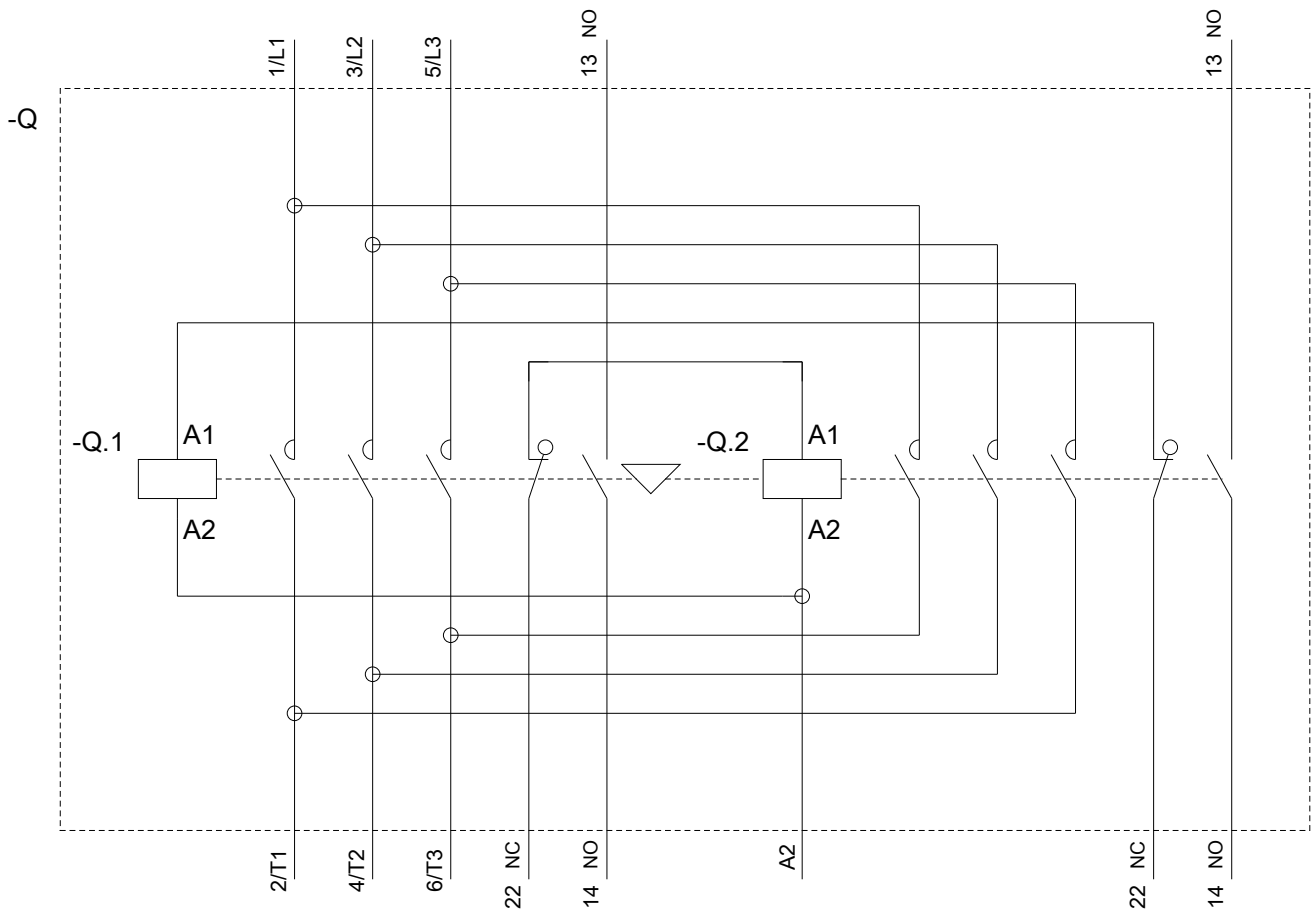 1/L1
3/L2
5/L3
13 NO
13 NO
-Q
-Q.1
A1
-Q.2
A1
A2
A2
2/T1
4/T2
6/T3
22 NC
14 NO
A2
22 NC
14 NO